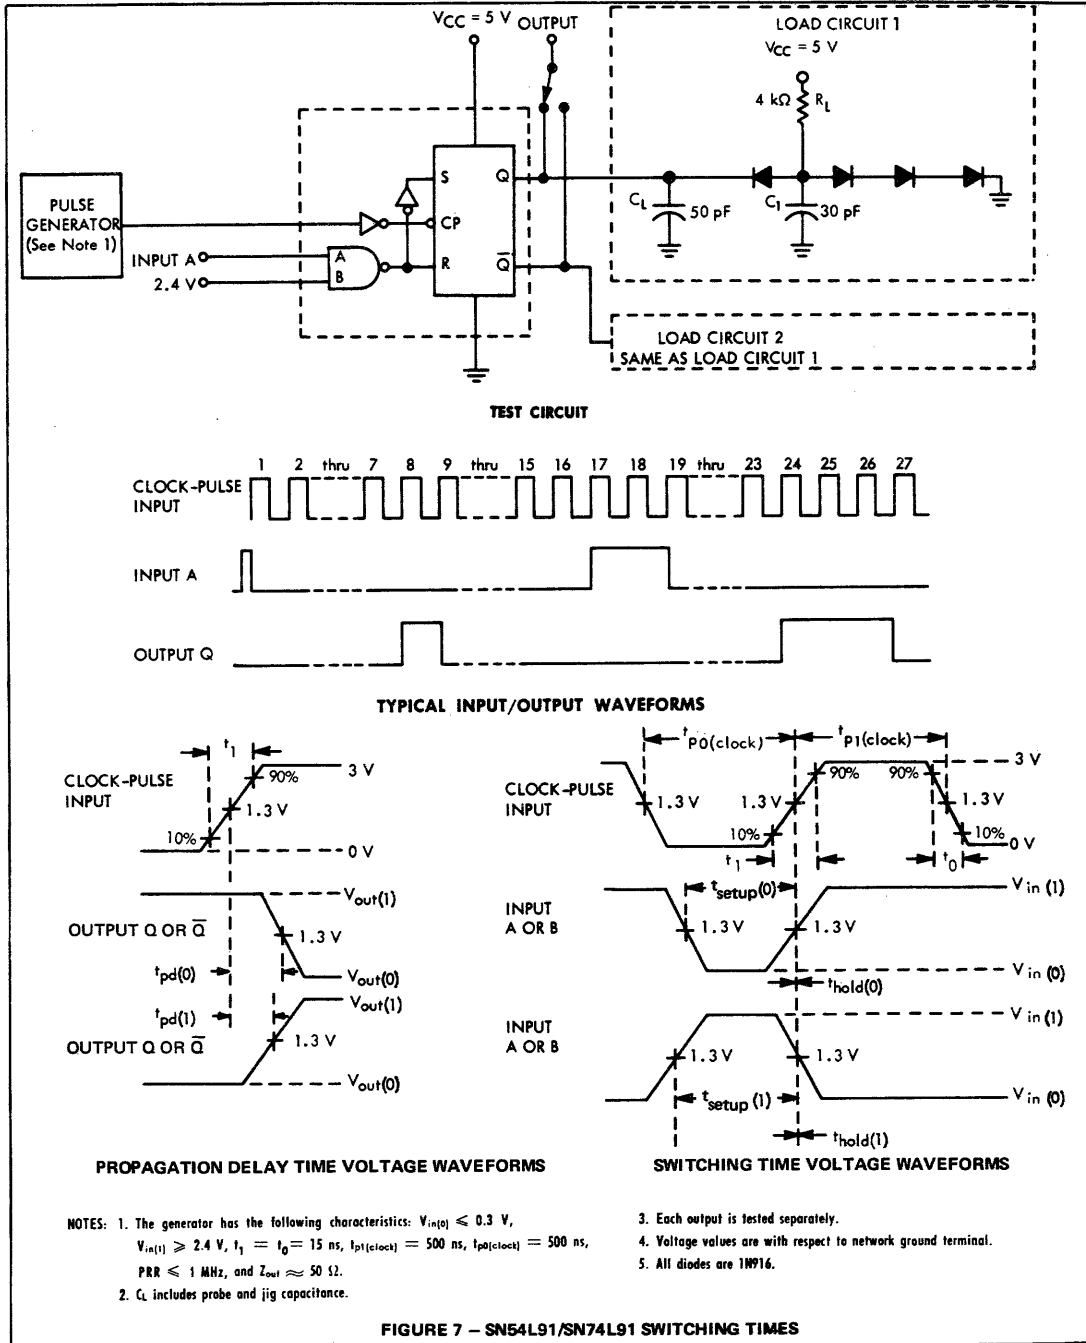 VCC = 5 V OUTPUT
LOAD CIRCUIT 1
VCC = 5 V
4 kΩ RL
PULSE
GENERATOR
(See Note 1)
S Q
CP
R Q̅
A
B
INPUT A
2.4 V
CL 50 pF
C1 30 pF
LOAD CIRCUIT 2
SAME AS LOAD CIRCUIT 1
TEST CIRCUIT
1 2 thru 7 8 9 thru 15 16 17 18 19 thru 23 24 25 26 27
CLOCK-PULSE
INPUT
INPUT A
OUTPUT Q
TYPICAL INPUT/OUTPUT WAVEFORMS
t1
CLOCK-PULSE
INPUT
3 V
90%
1.3 V
10%
0 V
Vout(1)
OUTPUT Q OR Q̅
1.3 V
tpd(0)
Vout(0)
Vout(1)
tpd(1)
OUTPUT Q OR Q̅
1.3 V
Vout(0)
PROPAGATION DELAY TIME VOLTAGE WAVEFORMS
tP0(clock) tP1(clock)
CLOCK-PULSE
INPUT
90% 90% 3 V
1.3 V 1.3 V 1.3 V
10% 10%
0 V
t1 t0
INPUT
A OR B
tsetup(0)
Vin(1)
1.3 V 1.3 V
Vin(0)
thold(0)
INPUT
A OR B
Vin(1)
1.3 V 1.3 V
tsetup(1)
Vin(0)
thold(1)
SWITCHING TIME VOLTAGE WAVEFORMS
NOTES: 1. The generator has the following characteristics: Vin(0) ⩽ 0.3 V,
Vin(1) ⩾ 2.4 V, t1 = t0 = 15 ns, tp1(clock) = 500 ns, tp0(clock) = 500 ns,
PRR ⩽ 1 MHz, and Zout ≈ 50 Ω.
2. CL includes probe and jig capacitance.
3. Each output is tested separately.
4. Voltage values are with respect to network ground terminal.
5. All diodes are 1N916.
FIGURE 7 – SN54L91/SN74L91 SWITCHING TIMES